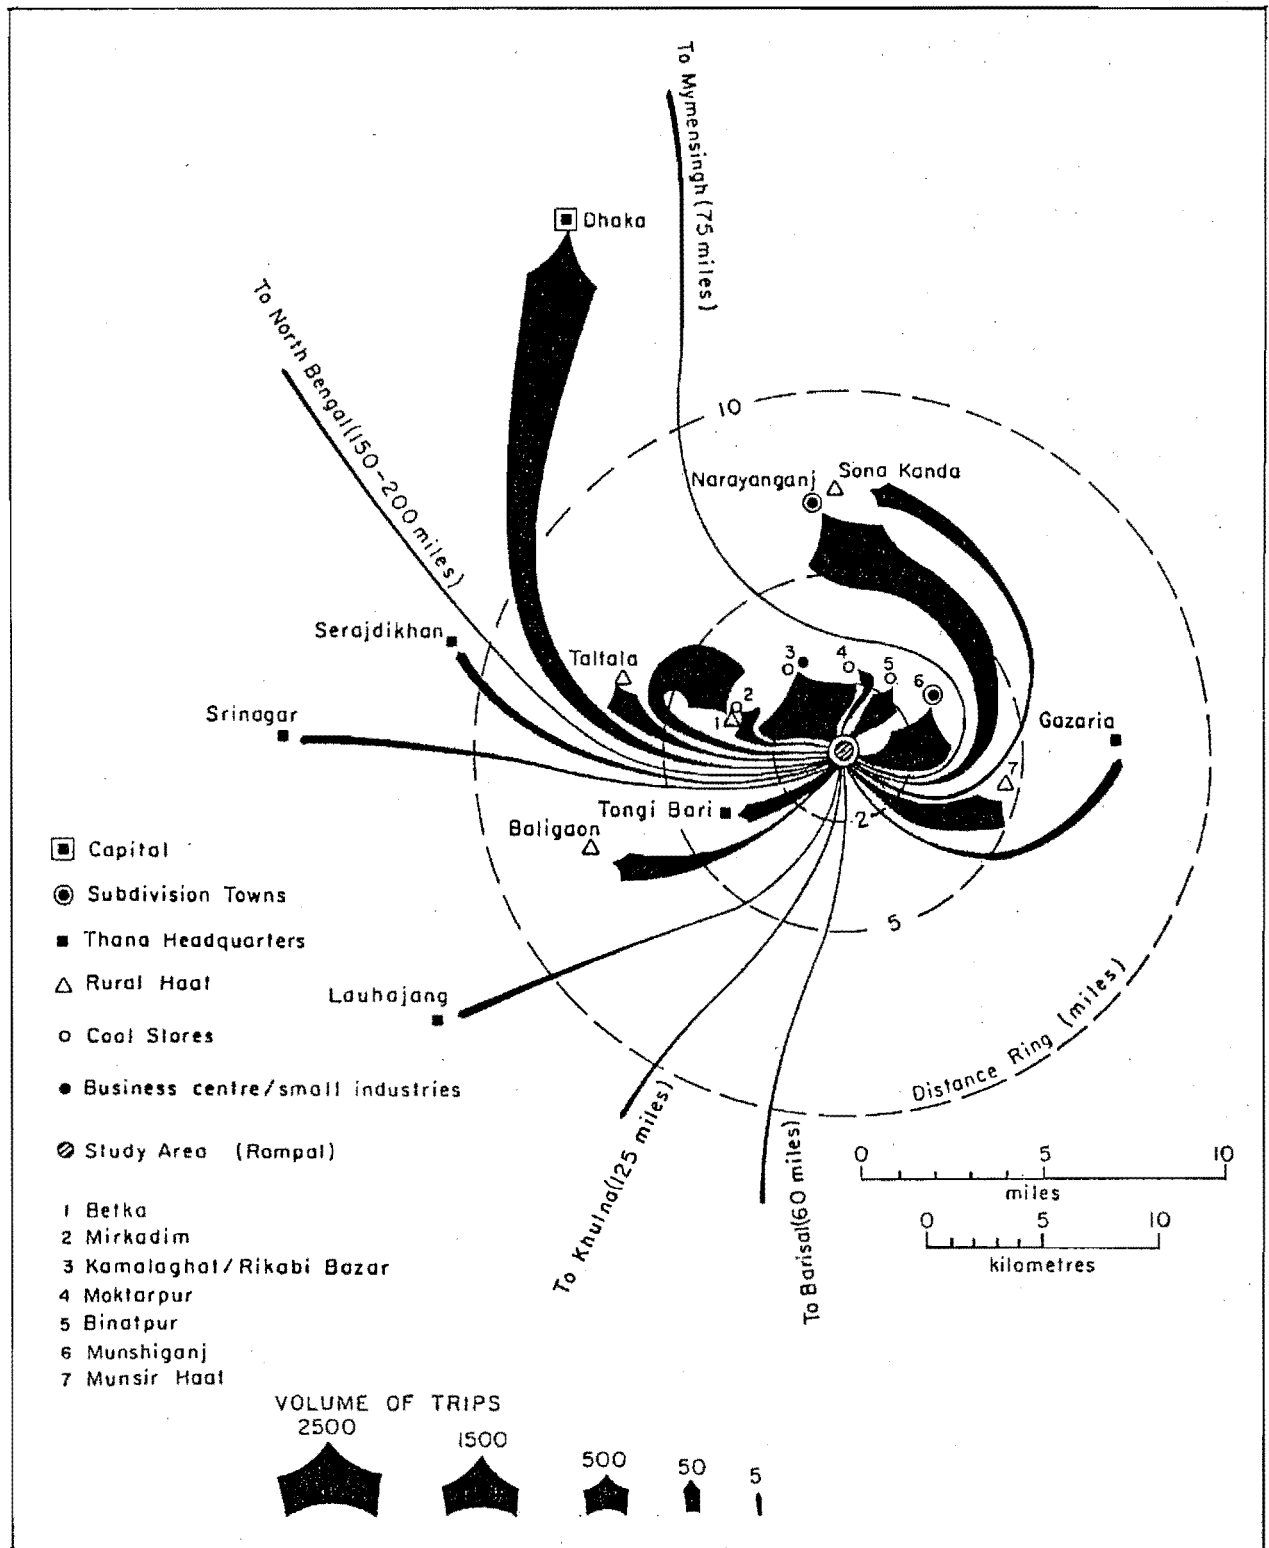 To Mymensingh (75 miles)
Dhaka
To North Bengal (150-200 miles)
10
Narayanganj
Sona Kanda
Serajdikhan
Taltala
3
4
5
6
2
1
Srinagar
Gazaria
7
Tongi Bari
2
Baligaon
5
Lauhajang
Distance Ring (miles)
To Khulna (125 miles)
To Barisal (60 miles)
Capital
Subdivision Towns
Thana Headquarters
Rural Haat
Cool Stores
Business centre/small industries
Study Area (Rampal)
1 Betka
2 Mirkadim
3 Kamalaghat/Rikabi Bazar
4 Moktarpur
5 Binatpur
6 Munshiganj
7 Munsir Haat
0 5 10
miles
0 5 10
kilometres
VOLUME OF TRIPS
2500 1500 500 50 5